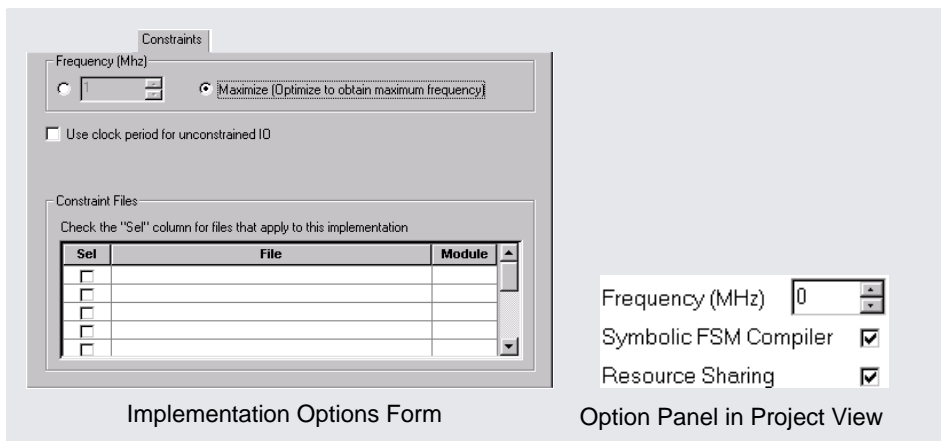 Constraints
Frequency (Mhz)
1
Maximize (Optimize to obtain maximum frequency)
Use clock period for unconstrained IO
Constraint Files
Check the "Sel" column for files that apply to this implementation
Sel File Module
Frequency (MHz) 0
Symbolic FSM Compiler
Resource Sharing
Implementation Options Form
Option Panel in Project View